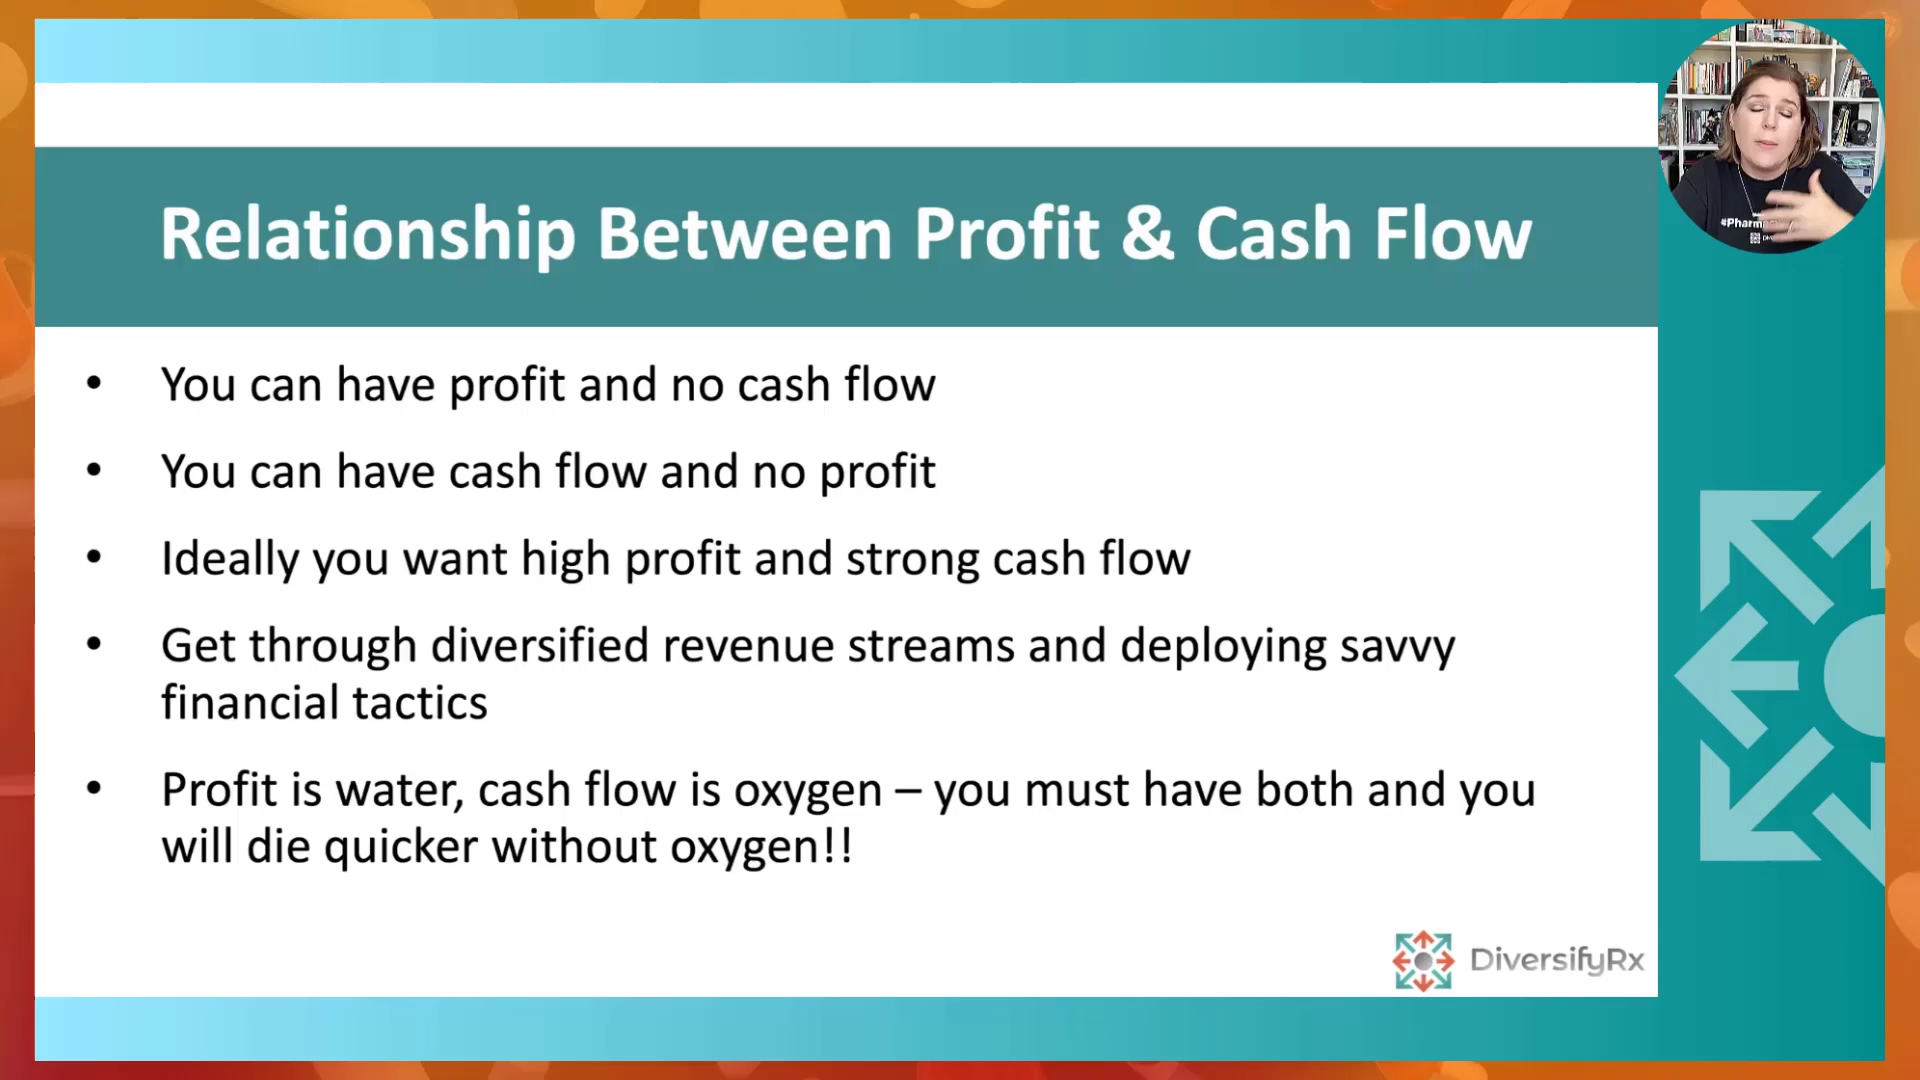 Relationship Between Profit & Cash Flow
• You can have profit and no cash flow
• You can have cash flow and no profit
• Ideally you want high profit and strong cash flow
• Get through diversified revenue streams and deploying savvy
financial tactics
• Profit is water, cash flow is oxygen – you must have both and you
will die quicker without oxygen!!
DiversifyRx